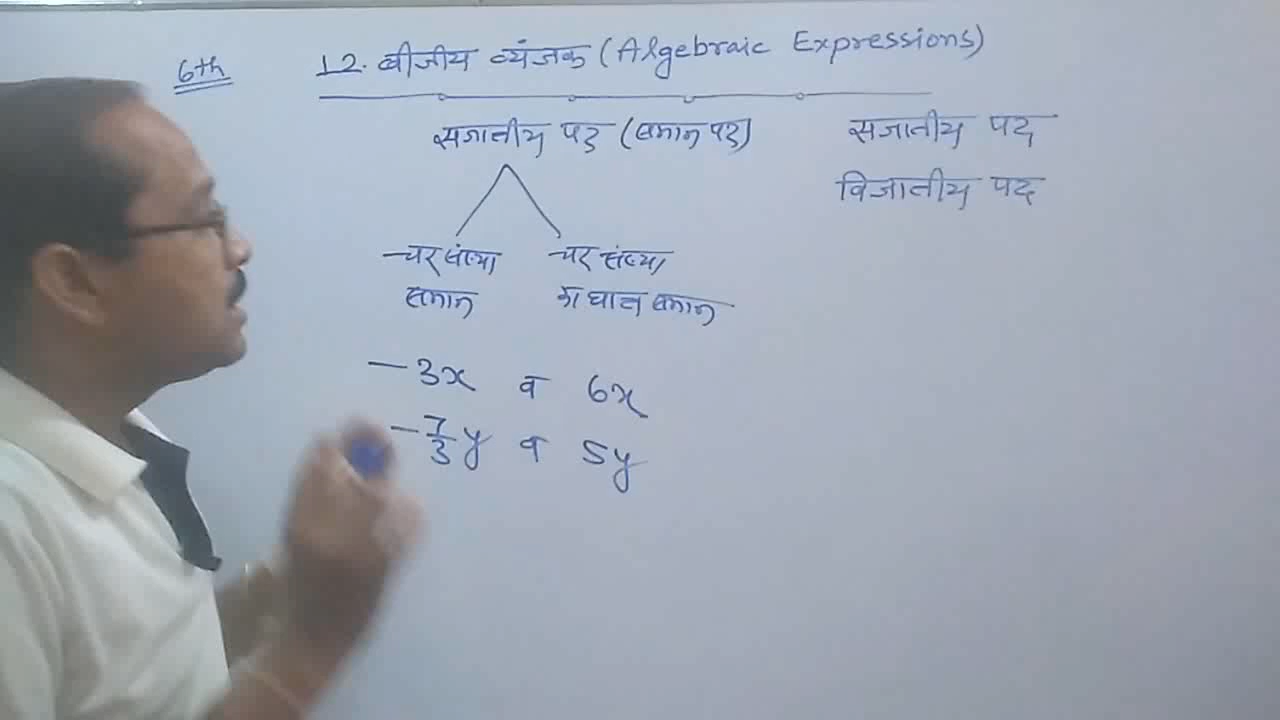 6th
12. बीजीय व्यंजक (Algebraic Expressions)
सजातीय पद (समान पद)
चर संख्या
समान
चर संख्या
की घात समान
-3x व 6x
-7/3 y व 5y
सजातीय पद
विजातीय पद